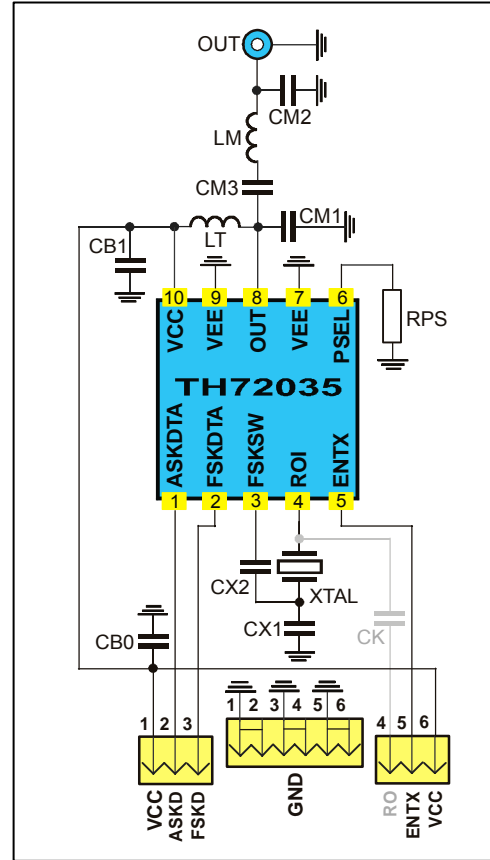 OUT
CM2
LM
CM3
CM1
LT
CB1
10 9 8 7 6
VCC VEE OUT VEE PSEL
RPS
TH72035
ASKDTA FSKDTA FSKSW ROI ENTX
1 2 3 4 5
CX2
XTAL
CX1
CB0
CK
1 2 3
1 2 3 4 5 6
4 5 6
VCC ASKD FSKD
GND
RO ENTX VCC